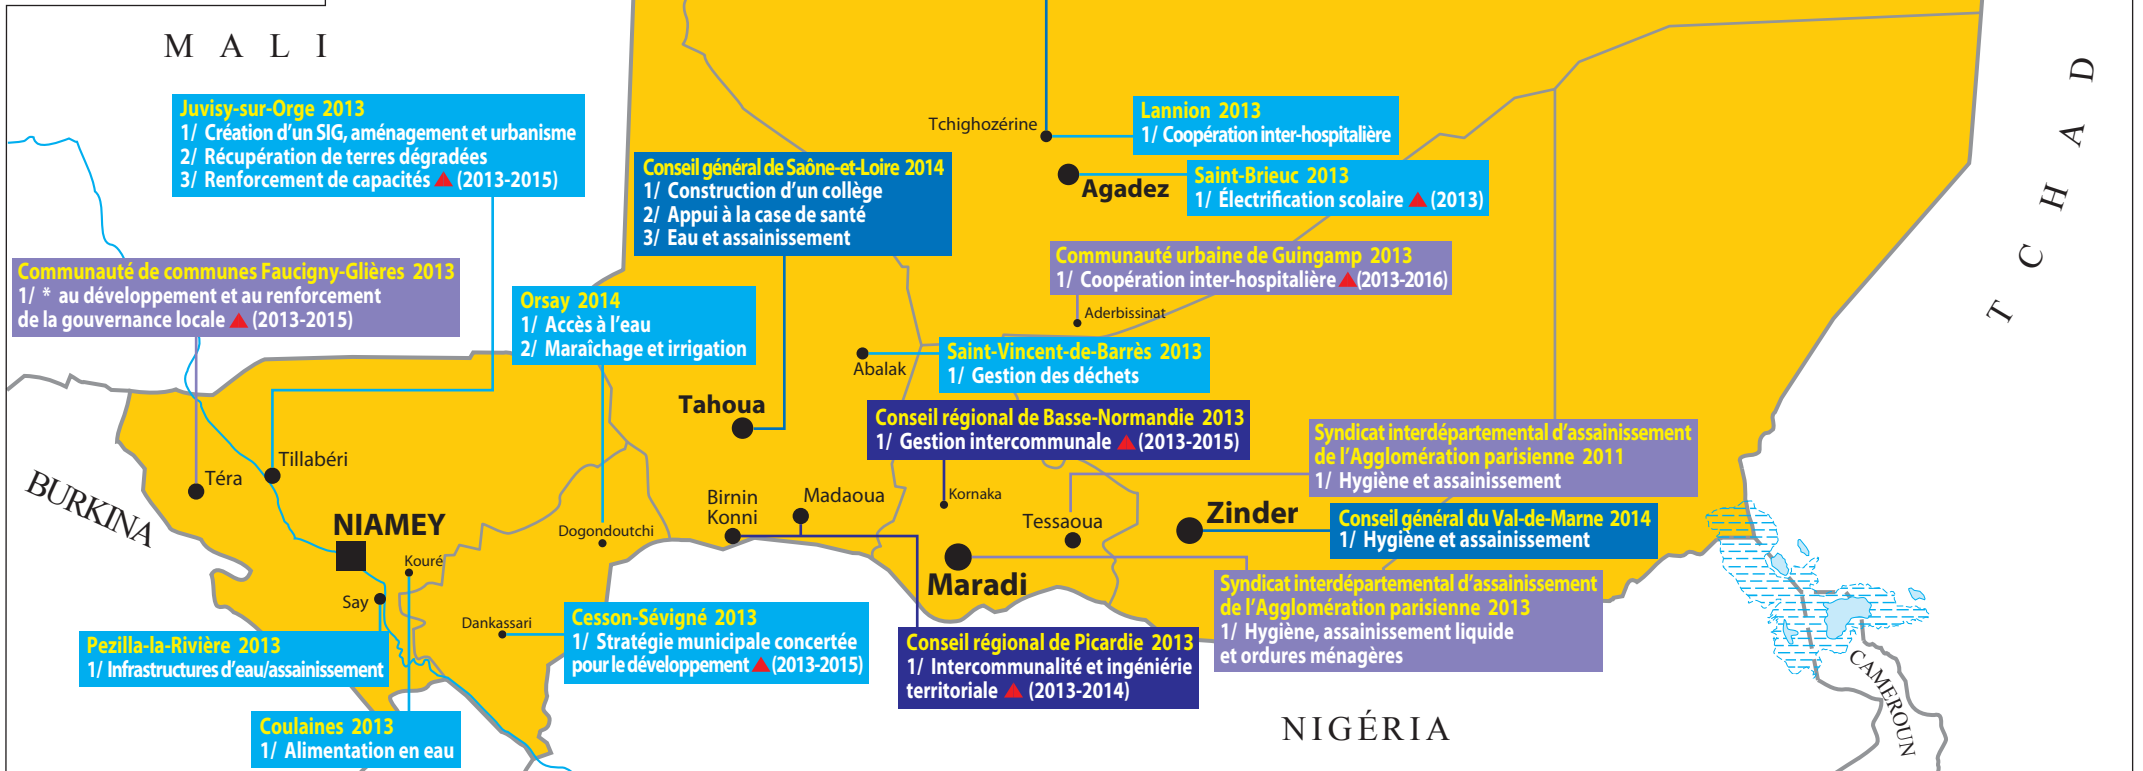 MALI
Juvisy-sur-Orge 2013
1/ Création d'un SIG, aménagement et urbanisme
2/ Récupération de terres dégradées
3/ Renforcement de capacités ▲ (2013-2015)
Communauté de communes Faucigny-Glières 2013
1/ * au développement et au renforcement
de la gouvernance locale ▲ (2013-2015)
Conseil général de Saône-et-Loire 2014
1/ Construction d'un collège
2/ Appui à la case de santé
3/ Eau et assainissement
Orsay 2014
1/ Accès à l'eau
2/ Maraîchage et irrigation
Tchighozérine
Lannion 2013
1/ Coopération inter-hospitalière
Agadez
Saint-Brieuc 2013
1/ Électrification scolaire ▲ (2013)
Communauté urbaine de Guingamp 2013
1/ Coopération inter-hospitalière ▲ (2013-2016)
Aderbissinat
TCHAD
Abalak
Saint-Vincent-de-Barrès 2013
1/ Gestion des déchets
Tahoua
Conseil régional de Basse-Normandie 2013
1/ Gestion intercommunale ▲ (2013-2015)
Syndicat interdépartemental d'assainissement
de l'Agglomération parisienne 2011
1/ Hygiène et assainissement
BURKINA
Téra
Tillabéri
NIAMEY
Kouré
Say
Dogondoutchi
Birnin
Konni
Madaoua
Kornaka
Tessaoua
Maradi
Zinder
Conseil général du Val-de-Marne 2014
1/ Hygiène et assainissement
Syndicat interdépartemental d'assainissement
de l'Agglomération parisienne 2013
1/ Hygiène, assainissement liquide
et ordures ménagères
Dankassari
Cesson-Sévigné 2013
1/ Stratégie municipale concertée
pour le développement ▲ (2013-2015)
Conseil régional de Picardie 2013
1/ Intercommunalité et ingéniérie
territoriale ▲ (2013-2014)
Pezilla-la-Rivière 2013
1/ Infrastructures d'eau/assainissement
Coulaines 2013
1/ Alimentation en eau
NIGÉRIA
CAMEROUN